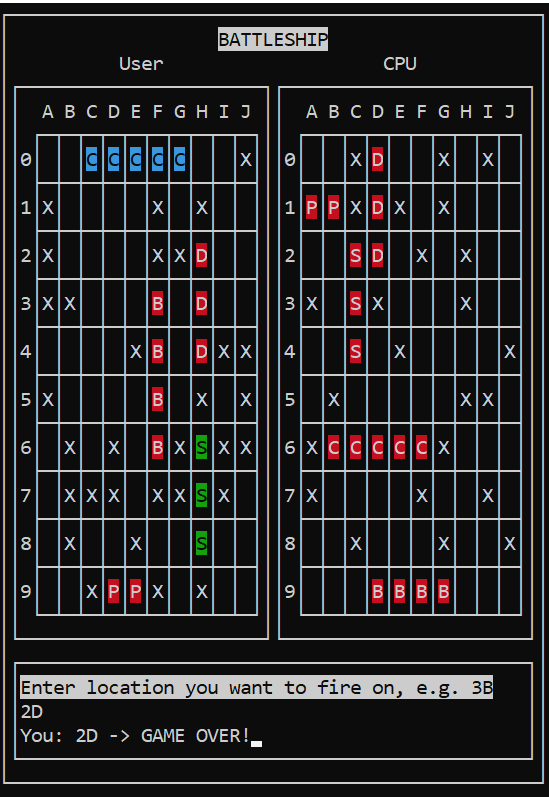 BATTLESHIP
User CPU
A B C D E F G H I J A B C D E F G H I J
0 C C C C C X 0 X D X X
1 X X X 1 P P X D X X
2 X X X D 2 S D X X
3 X X B D 3 X S X X
4 X B D X X 4 S X X
5 X B X X 5 X X X
6 X X B X S X X 6 X C C C C C X
7 X X X X X S X 7 X X X
8 X X S 8 X X X
9 X P P X X 9 B B B B
Enter location you want to fire on, e.g. 3B
2D
You: 2D -> GAME OVER!